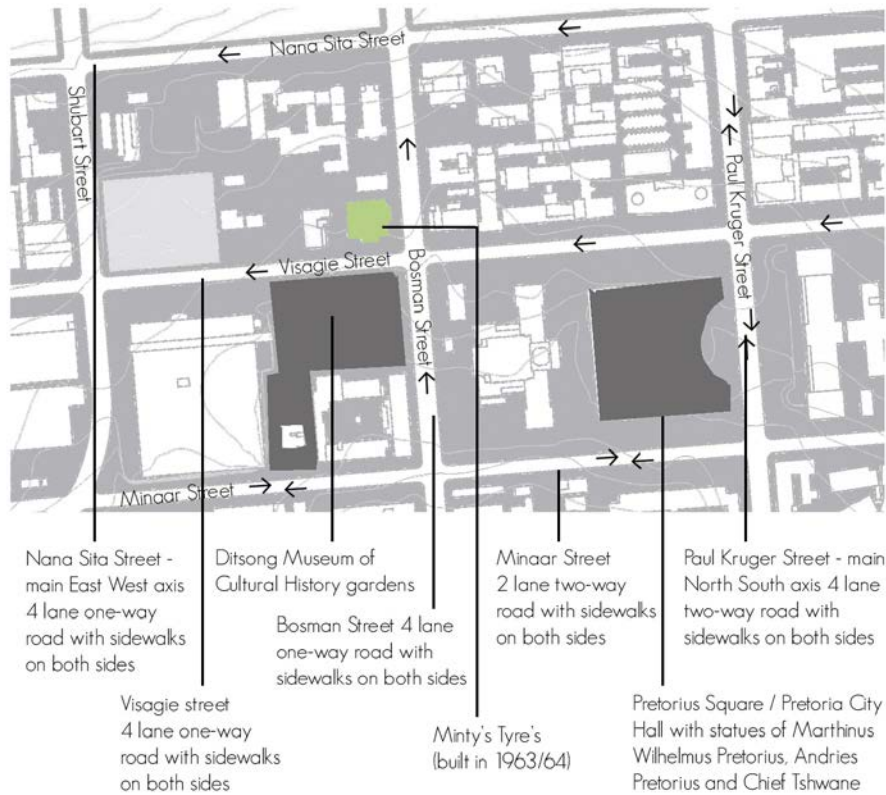 Nana Sita Street
Shubart Street
Paul Kruger Street
Visagie Street
Bosman Street
Minaar Street
Nana Sita Street -
main East West axis
4 lane one-way
road with sidewalks
on both sides
Ditsong Museum of
Cultural History gardens
Minaar Street
2 lane two-way
road with sidewalks
on both sides
Paul Kruger Street - main
North South axis 4 lane
two-way road with
sidewalks on both sides
Bosman Street 4 lane
one-way road with
sidewalks on both sides
Visagie street
4 lane one-way
road with sidewalks
on both sides
Minty's Tyre's
(built in 1963/64)
Pretorius Square / Pretoria City
Hall with statues of Marthinus
Wilhelmus Pretorius, Andries
Pretorius and Chief Tshwane